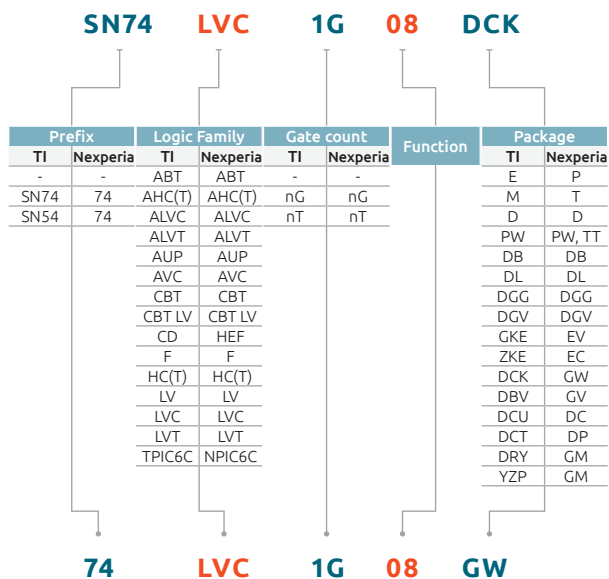 SN74 LVC 1G 08 DCK
Prefix Logic Family Gate count Function Package
TI Nexperia TI Nexperia TI Nexperia TI Nexperia
- - ABT ABT - - E P
SN74 74 AHC(T) AHC(T) nG nG M T
SN54 74 ALVC ALVC nT nT D D
ALVT ALVT PW PW, TT
AUP AUP DB DB
AVC AVC DL DL
CBT CBT DGG DGG
CBT LV CBT LV DGV DGV
CD HEF GKE EV
F F ZKE EC
HC(T) HC(T) DCK GW
LV LV DBV GV
LVC LVC DCU DC
LVT LVT DCT DP
TPIC6C NPIC6C DRY GM
YZP GM
74 LVC 1G 08 GW